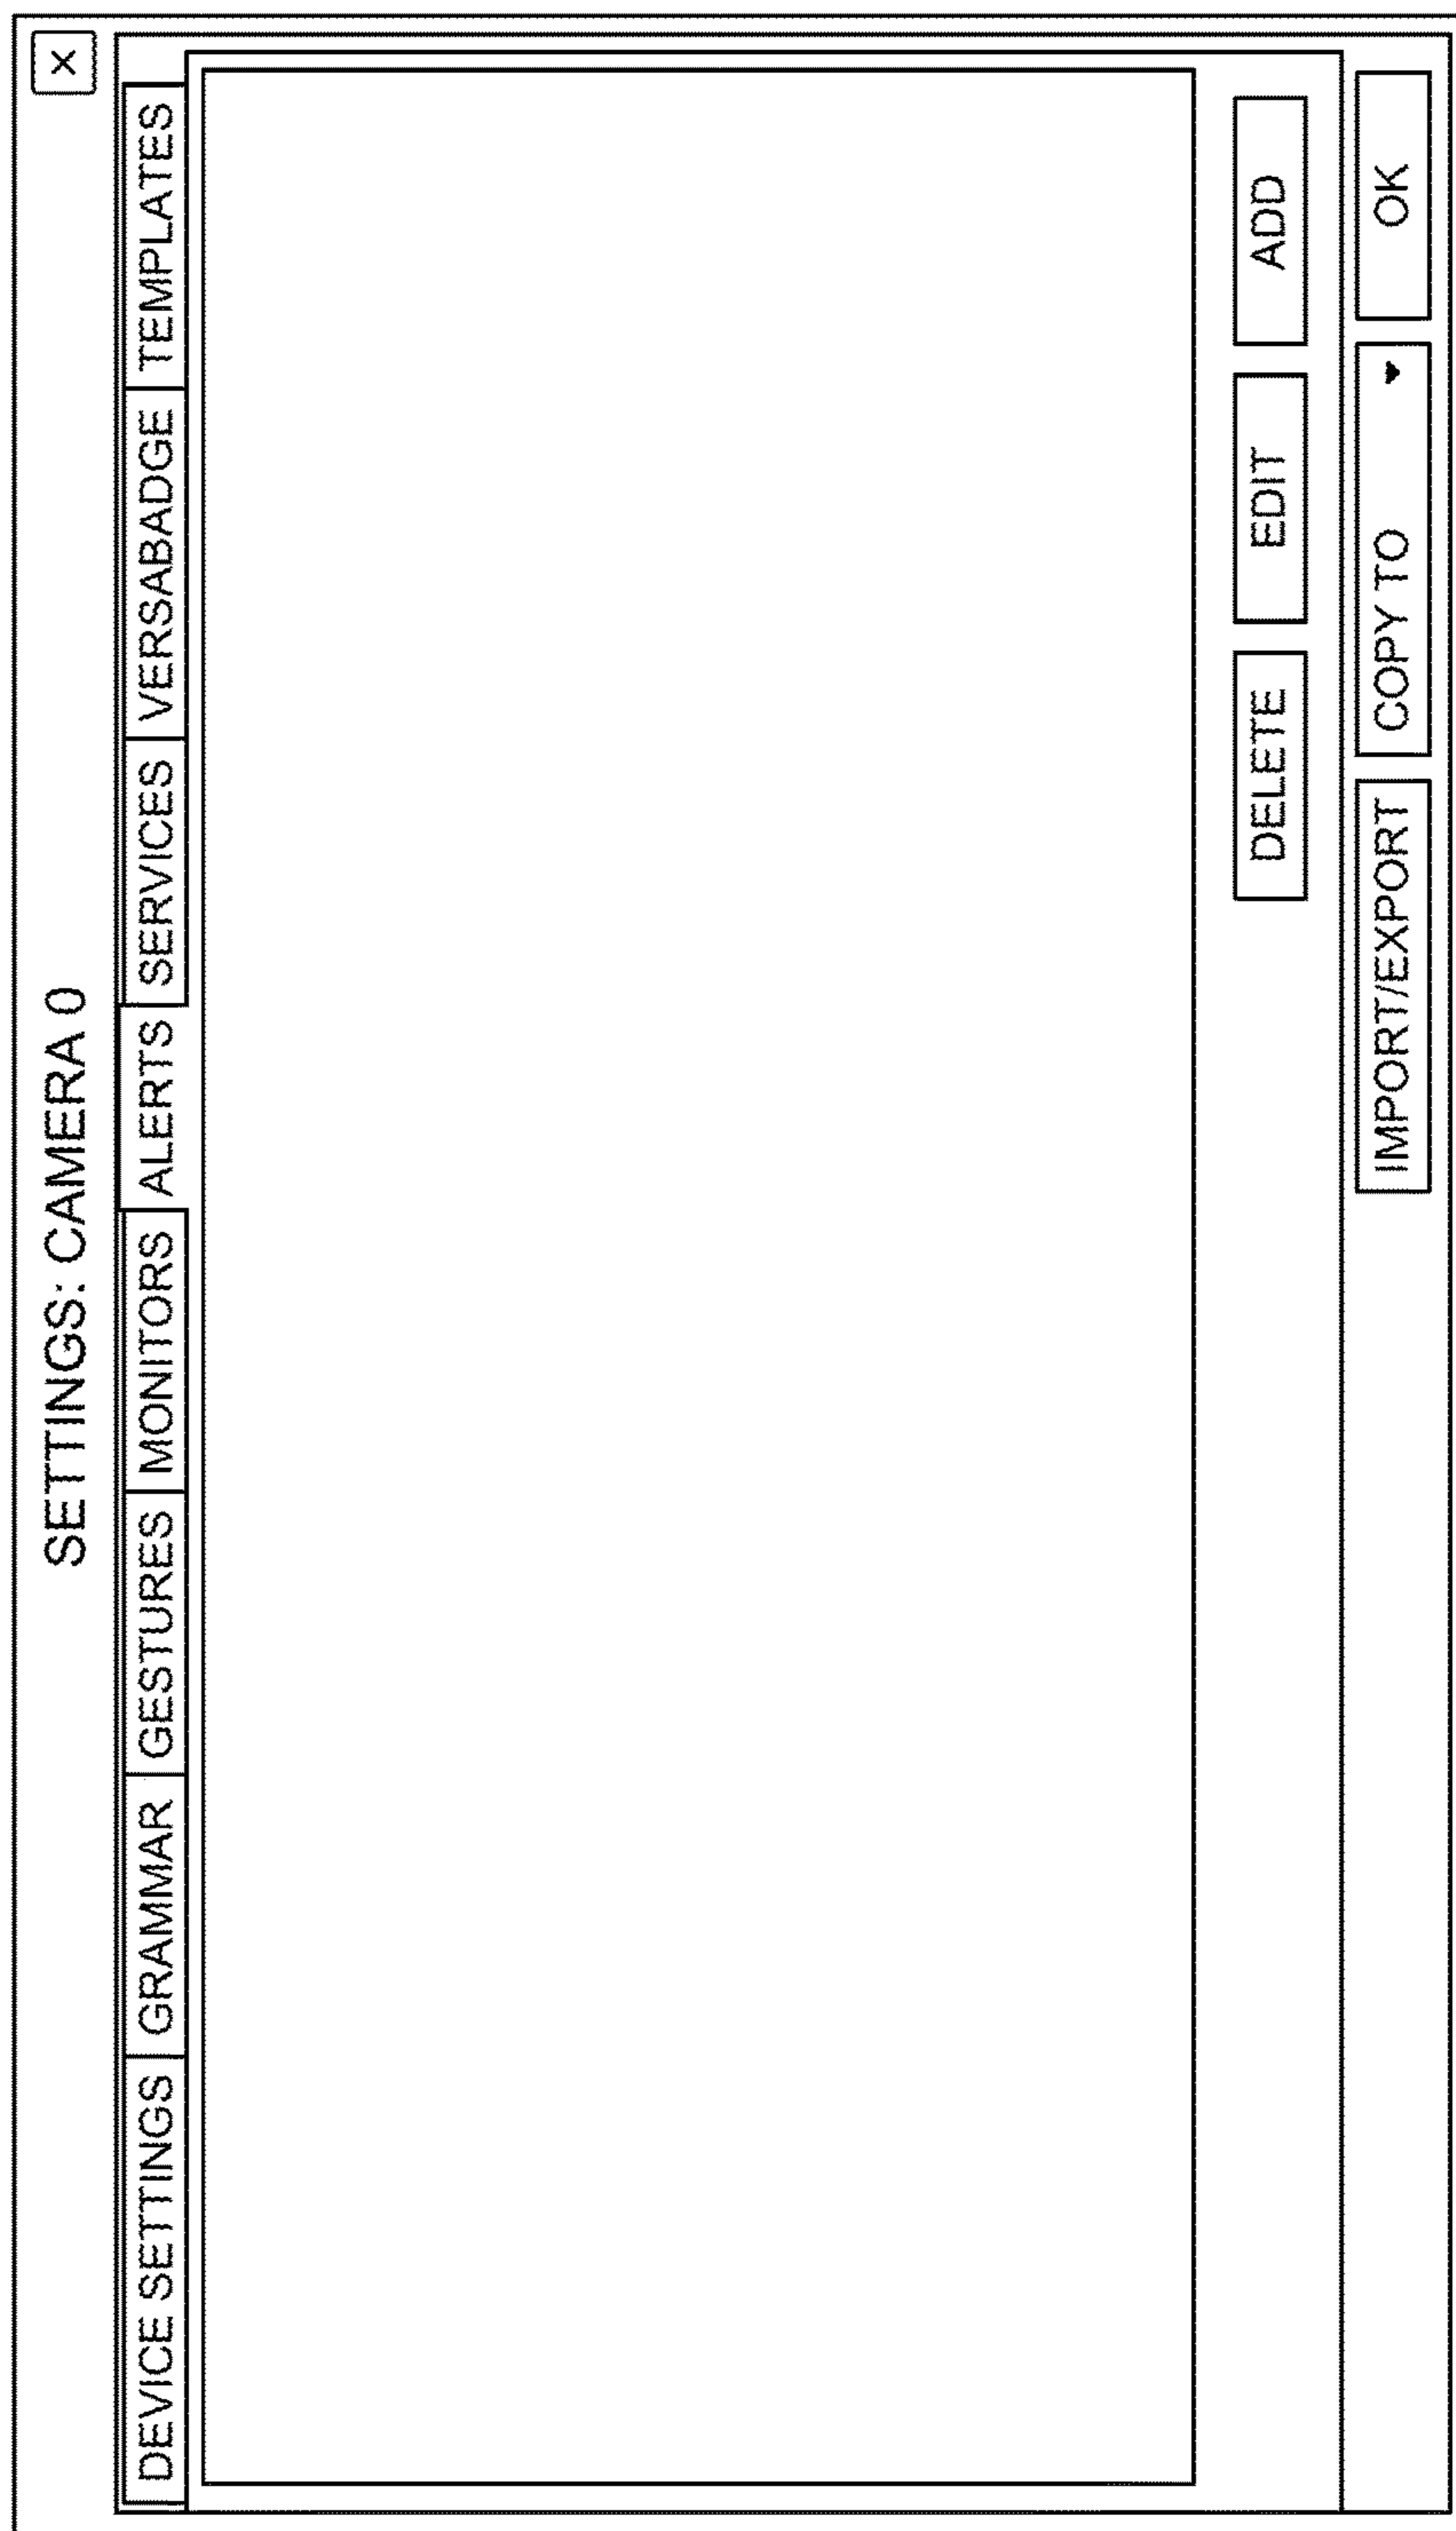 SETTINGS: CAMERA 0
X
DEVICE SETTINGS GRAMMAR GESTURES MONITORS ALERTS SERVICES VERSABADGE TEMPLATES
DELETE EDIT ADD
IMPORT/EXPORT COPY TO OK